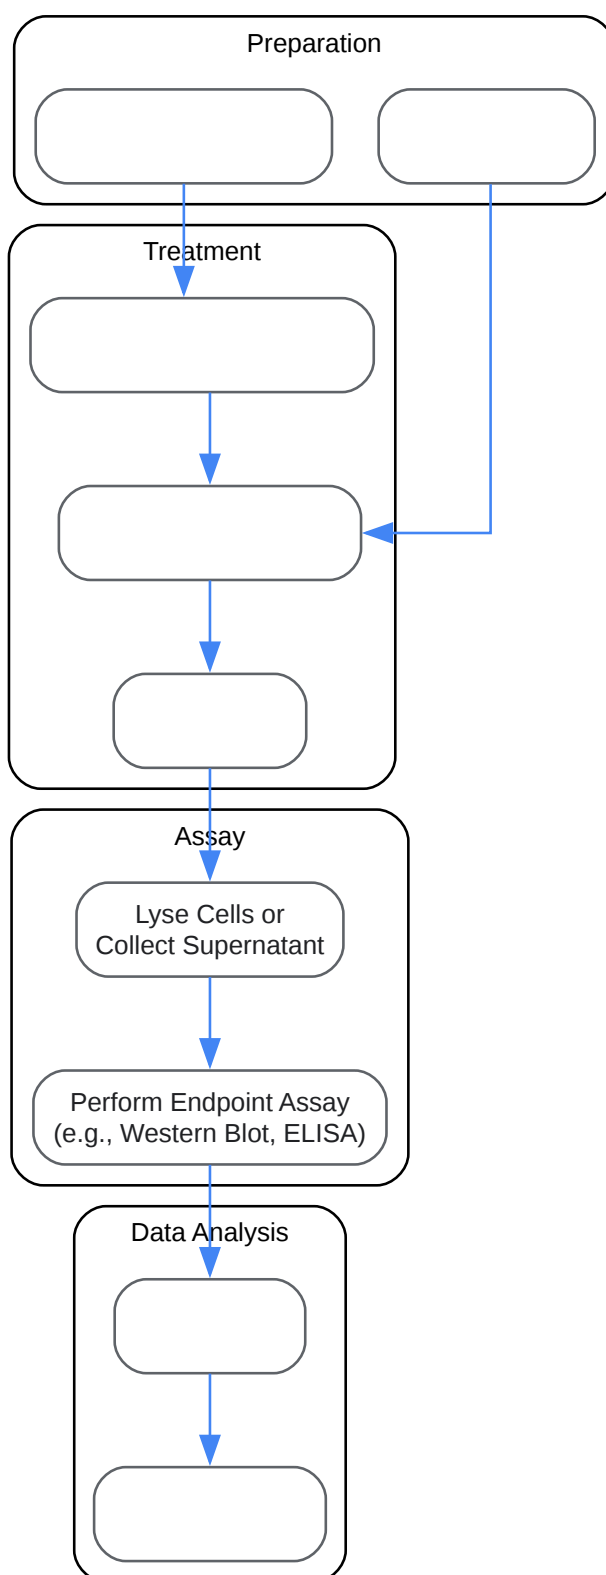 Preparation
Treatment
Assay
Lyse Cells or
Collect Supernatant
Perform Endpoint Assay
(e.g., Western Blot, ELISA)
Data Analysis